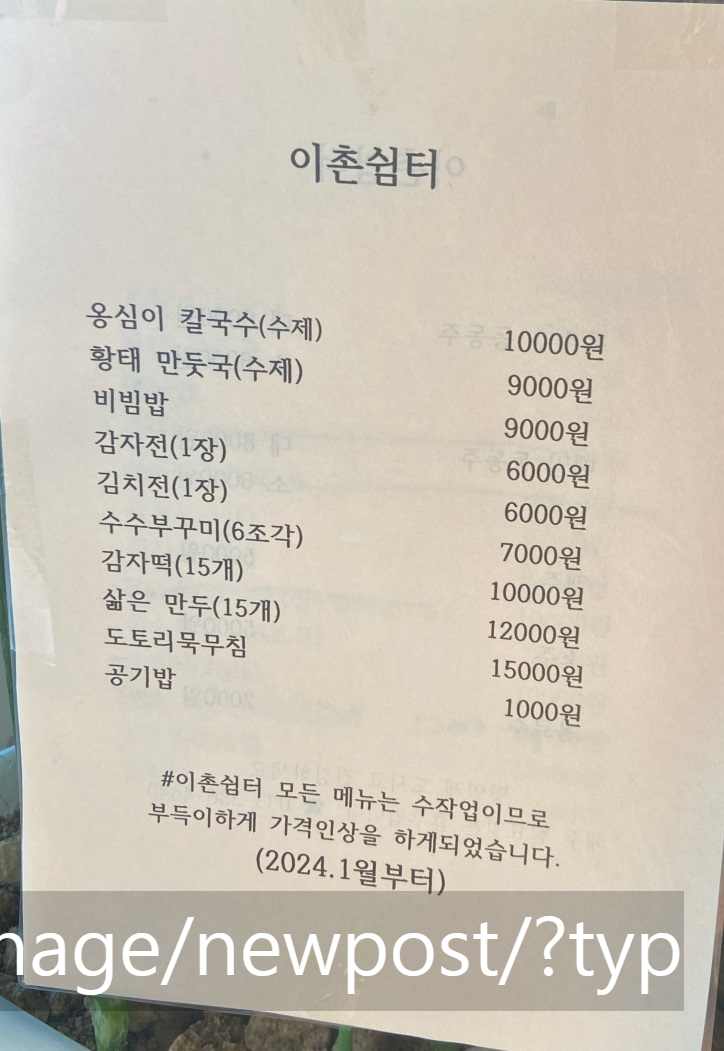 이촌쉼터
옹심이 칼국수(수제) 10000원
황태 만둣국(수제) 9000원
비빔밥 9000원
감자전(1장) 6000원
김치전(1장) 6000원
수수부꾸미(6조각) 7000원
감자떡(15개) 10000원
삶은 만두(15개) 12000원
도토리묵무침 15000원
공기밥 1000원
#이촌쉼터 모든 메뉴는 수작업이므로
부득이하게 가격인상을 하게되었습니다.
(2024.1월부터)
nage/newpost/?typ